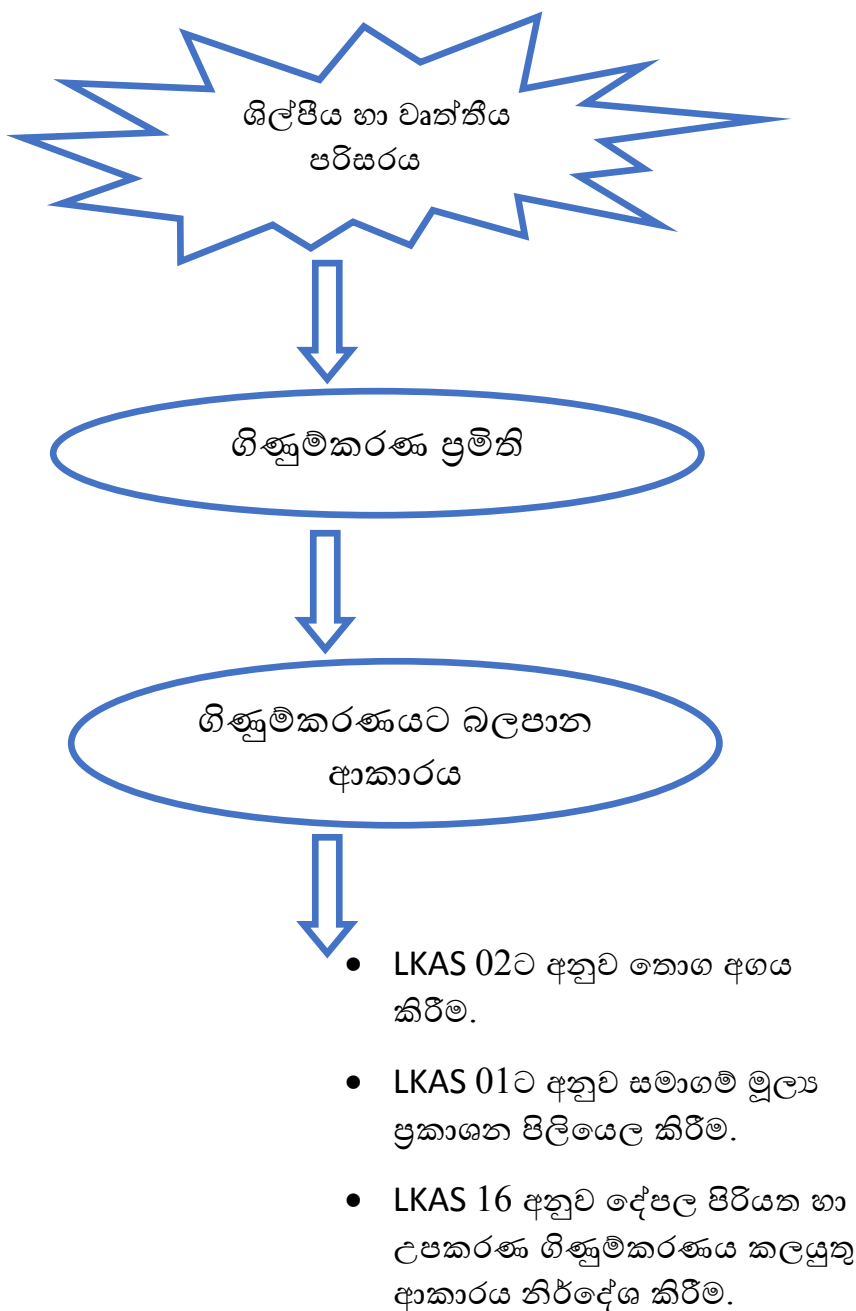 ශිල්පීය හා වෘත්තීය
පරිසරය
ගිණුම්කරණ ප්‍රමිති
ගිණුම්කරණයට බලපාන
ආකාරය
• LKAS 02ට අනුව තොග අගය
කිරීම.
• LKAS 01ට අනුව සමාගම් මූල්‍ය
ප්‍රකාශන පිලියෙල කිරීම.
• LKAS 16 අනුව දේපල පිරියත හා
උපකරණ ගිණුම්කරණය කලයුතු
ආකාරය නිර්දේශ කිරීම.